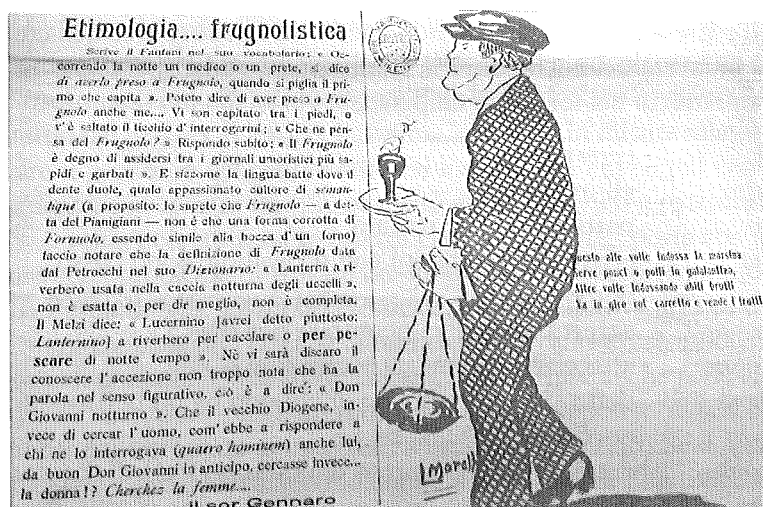 Etimologia.... frugnolistica
Scrive il Fanfani nel suo vocabolario: « Oc-
correndo la notte un medico o un prete, si dice
di averlo preso a Frugnolo, quando si piglia il pri-
mo che capita ». Potete dire di aver preso a Fru-
gnolo anche me.... Vi son capitato tra i piedi, o
v'è saltato il ticchio d'interrogarmi; « Che ne pen-
sa del Frugnolo? » Rispondo subito; « Il Frugnolo
è degno di assidersi tra i giornali umoristici più sa-
pidi e garbati ». E siccome la lingua batte dove il
dente duole, quale appassionato cultore di seman-
tique (a proposito: lo sapete che Frugnolo — a det-
ta del Pianigiani — non è che una forma corrotta di
Fornuolo, essendo simile alla bocca d'un forno)
faccio notare che la definizione di Frugnolo data
dal Petrocchi nel suo Dizionario: « Lanterna a ri-
verbero usata nella caccia notturna degli uccelli »,
non è esatta o, per dir meglio, non è completa.
Il Melzi dice: « Lucernino [avrei detto piuttosto:
Lanternino] a riverbero per cacciare o per pe-
scare di notte tempo ». Nè vi sarà discaro il
conoscere l'accezione non troppo nota che ha la
parola nel senso figurativo, ciò è a dire: « Don
Giovanni notturno ». Che il vecchio Diogene, in-
vece di cercar l'uomo, com'ebbe a rispondere a
chi ne lo interrogava (quaero hominem) anche lui,
da buon Don Giovanni in anticipo, cercasse invece...
la donna!? Cherchez la femme....
il sor Gennaro
Questo alle volte indossa la marsina
Serve pesci o polli in galalantina,
Altre volte indossando abiti brutti
Va in giro col carretto e vende i frutti
Morell